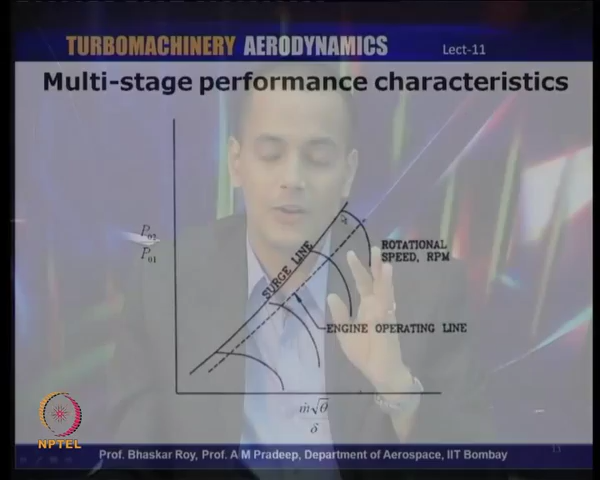 TURBOMACHINERY AERODYNAMICS Lect-11
Multi-stage performance characteristics
P02
P01
SURGE LINE
ROTATIONAL
SPEED, RPM
ENGINE OPERATING LINE
ṁ√θ
δ
NPTEL
Prof. Bhaskar Roy, Prof. A M Pradeep, Department of Aerospace, IIT Bombay
13